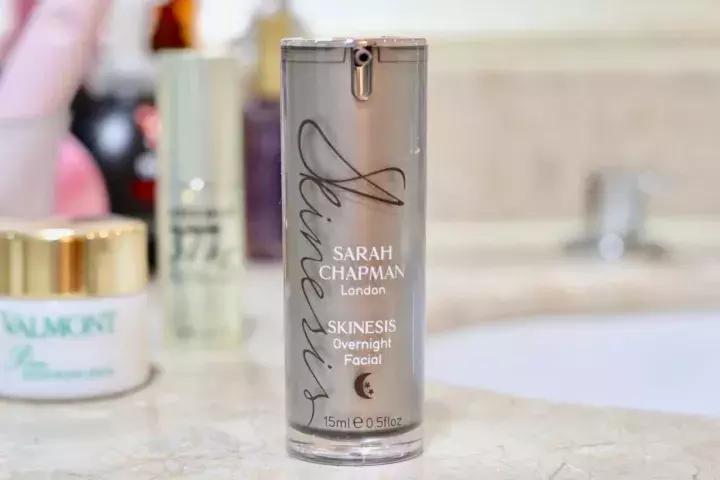 Skinesis
SARAH
CHAPMAN
London
SKINESIS
Overnight
Facial
15ml e 0.5floz
VALMONT